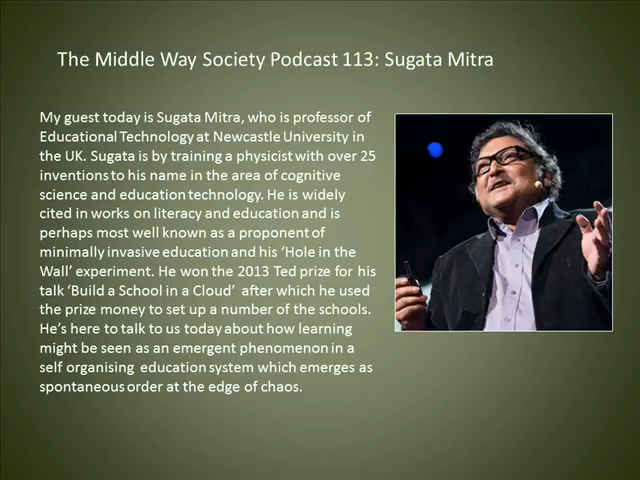 The Middle Way Society Podcast 113: Sugata Mitra
My guest today is Sugata Mitra, who is professor of
Educational Technology at Newcastle University in
the UK. Sugata is by training a physicist with over 25
inventions to his name in the area of cognitive
science and education technology. He is widely
cited in works on literacy and education and is
perhaps most well known as a proponent of
minimally invasive education and his ‘Hole in the
Wall’ experiment. He won the 2013 Ted prize for his
talk ‘Build a School in a Cloud’ after which he used
the prize money to set up a number of the schools.
He’s here to talk to us today about how learning
might be seen as an emergent phenomenon in a
self organising education system which emerges as
spontaneous order at the edge of chaos.